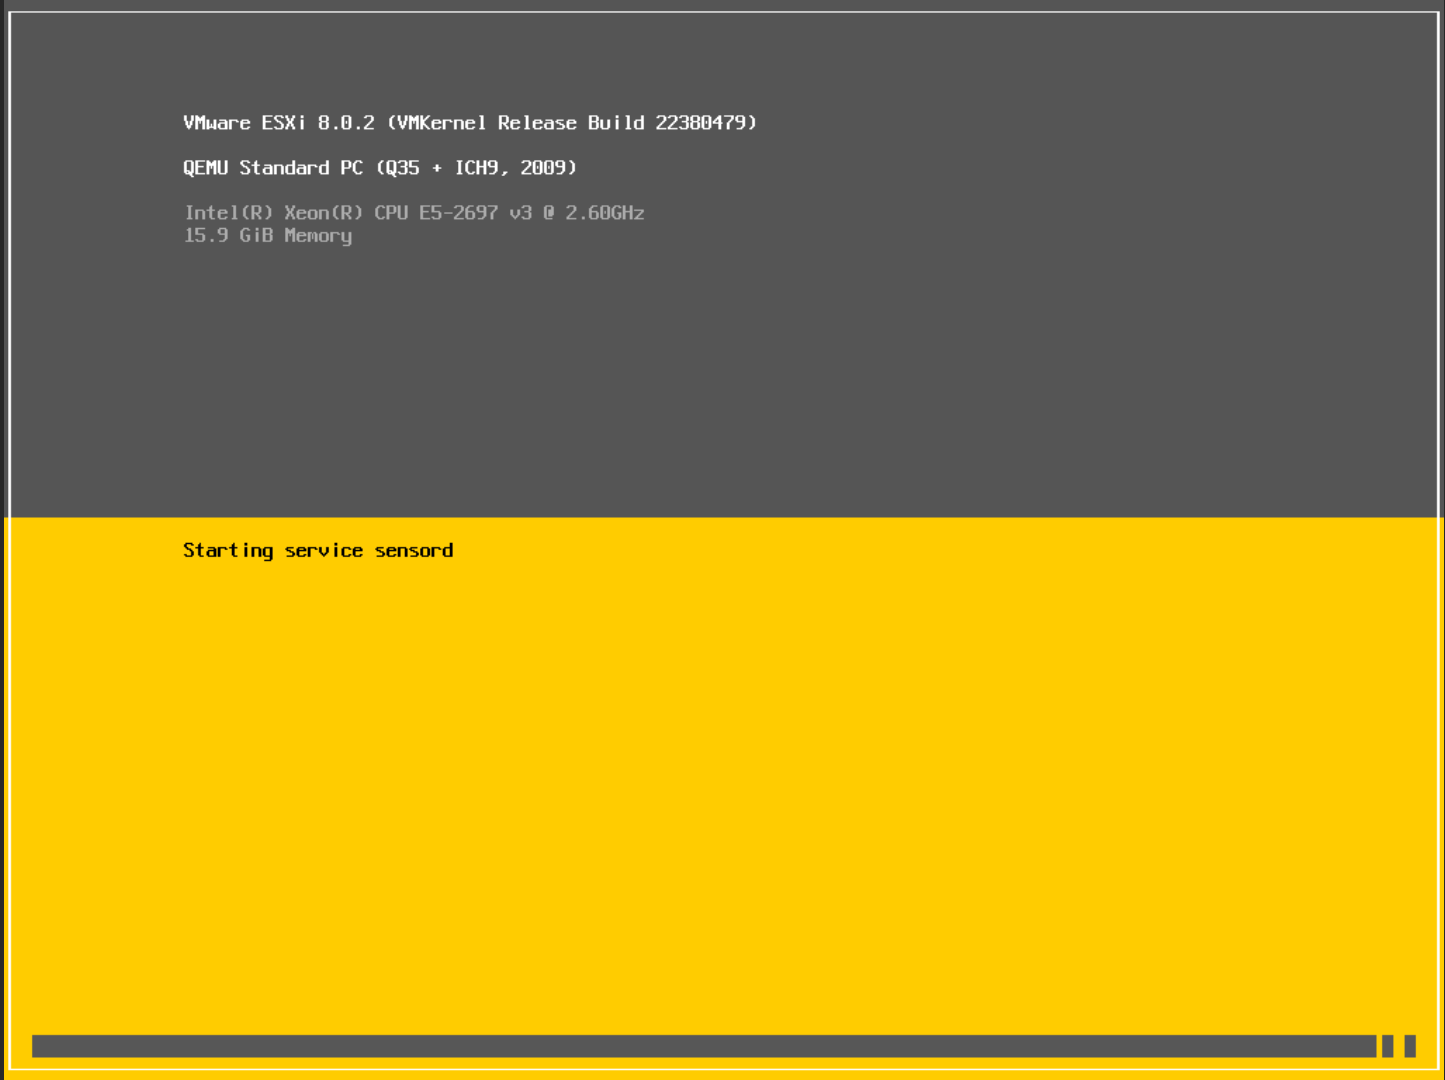 VMware ESXi 8.0.2 (VMKernel Release Build 22380479)
QEMU Standard PC (Q35 + ICH9, 2009)
Intel(R) Xeon(R) CPU E5-2697 v3 @ 2.60GHz
15.9 GiB Memory
Starting service sensord